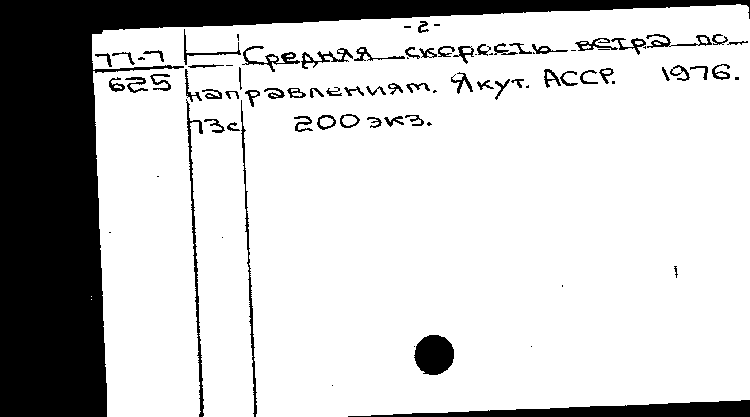 -2-
77-7 Средняя скорость ветра по
625 направлениям. Якут. АССР. 1976.
73с 200 экз.